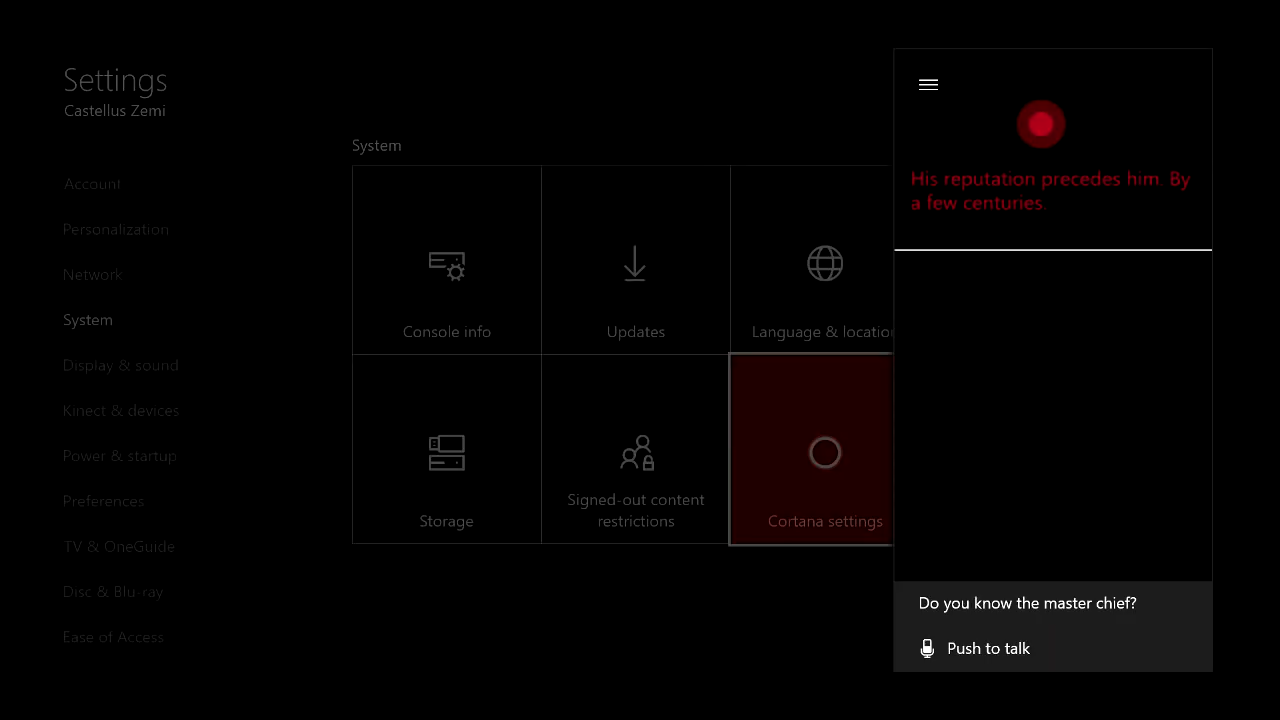 Settings
Castellus Zemi
Account
Personalization
Network
System
Display & sound
Kinect & devices
Power & startup
Preferences
TV & OneGuide
Disc & Blu-ray
Ease of Access
System
Console info
Updates
Language & location
Storage
Signed-out content
restrictions
Cortana settings
His reputation precedes him. By
a few centuries.
Do you know the master chief?
Push to talk